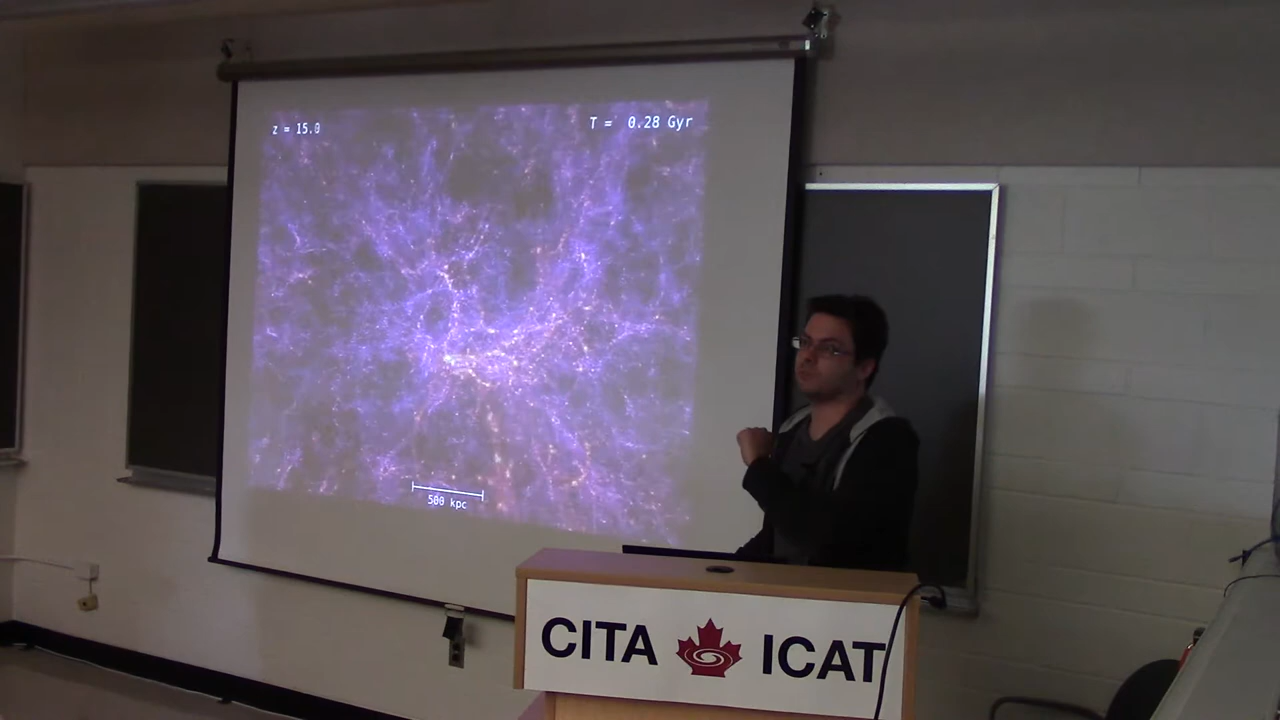 z = 15.0
T = 0.28 Gyr
500 kpc
CITA ICAT